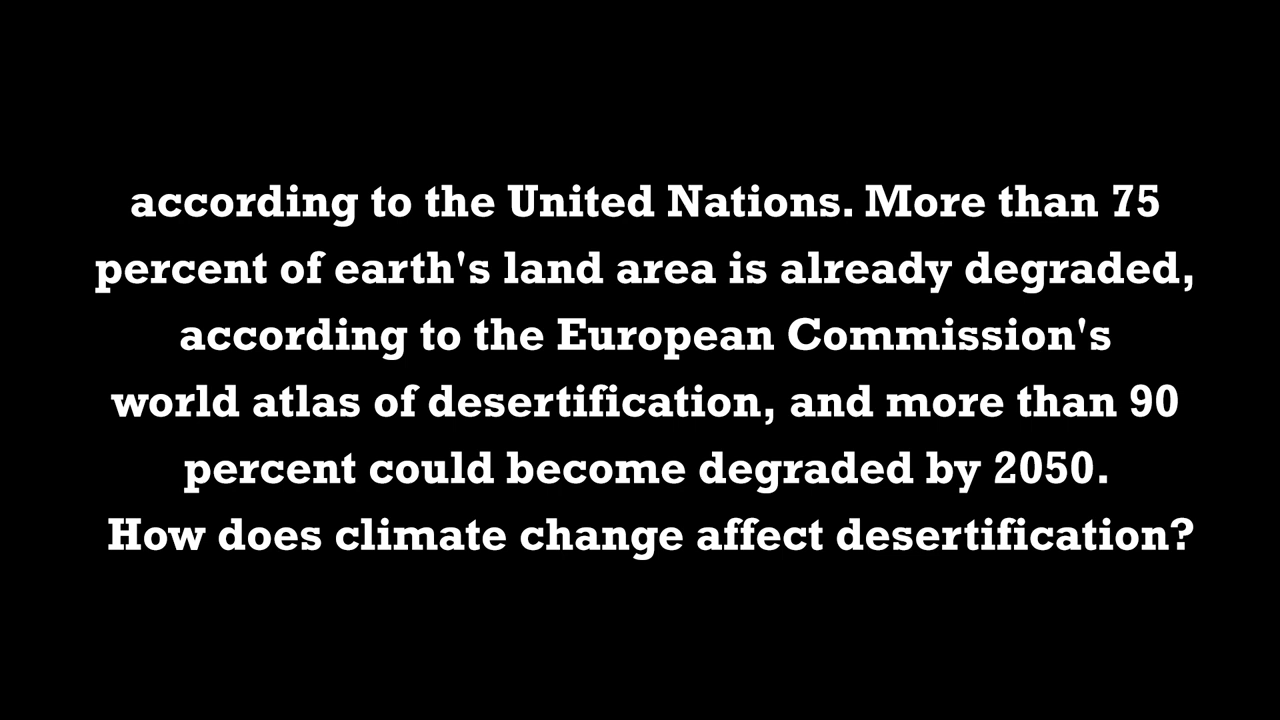 according to the United Nations. More than 75
percent of earth's land area is already degraded,
according to the European Commission's
world atlas of desertification, and more than 90
percent could become degraded by 2050.
How does climate change affect desertification?